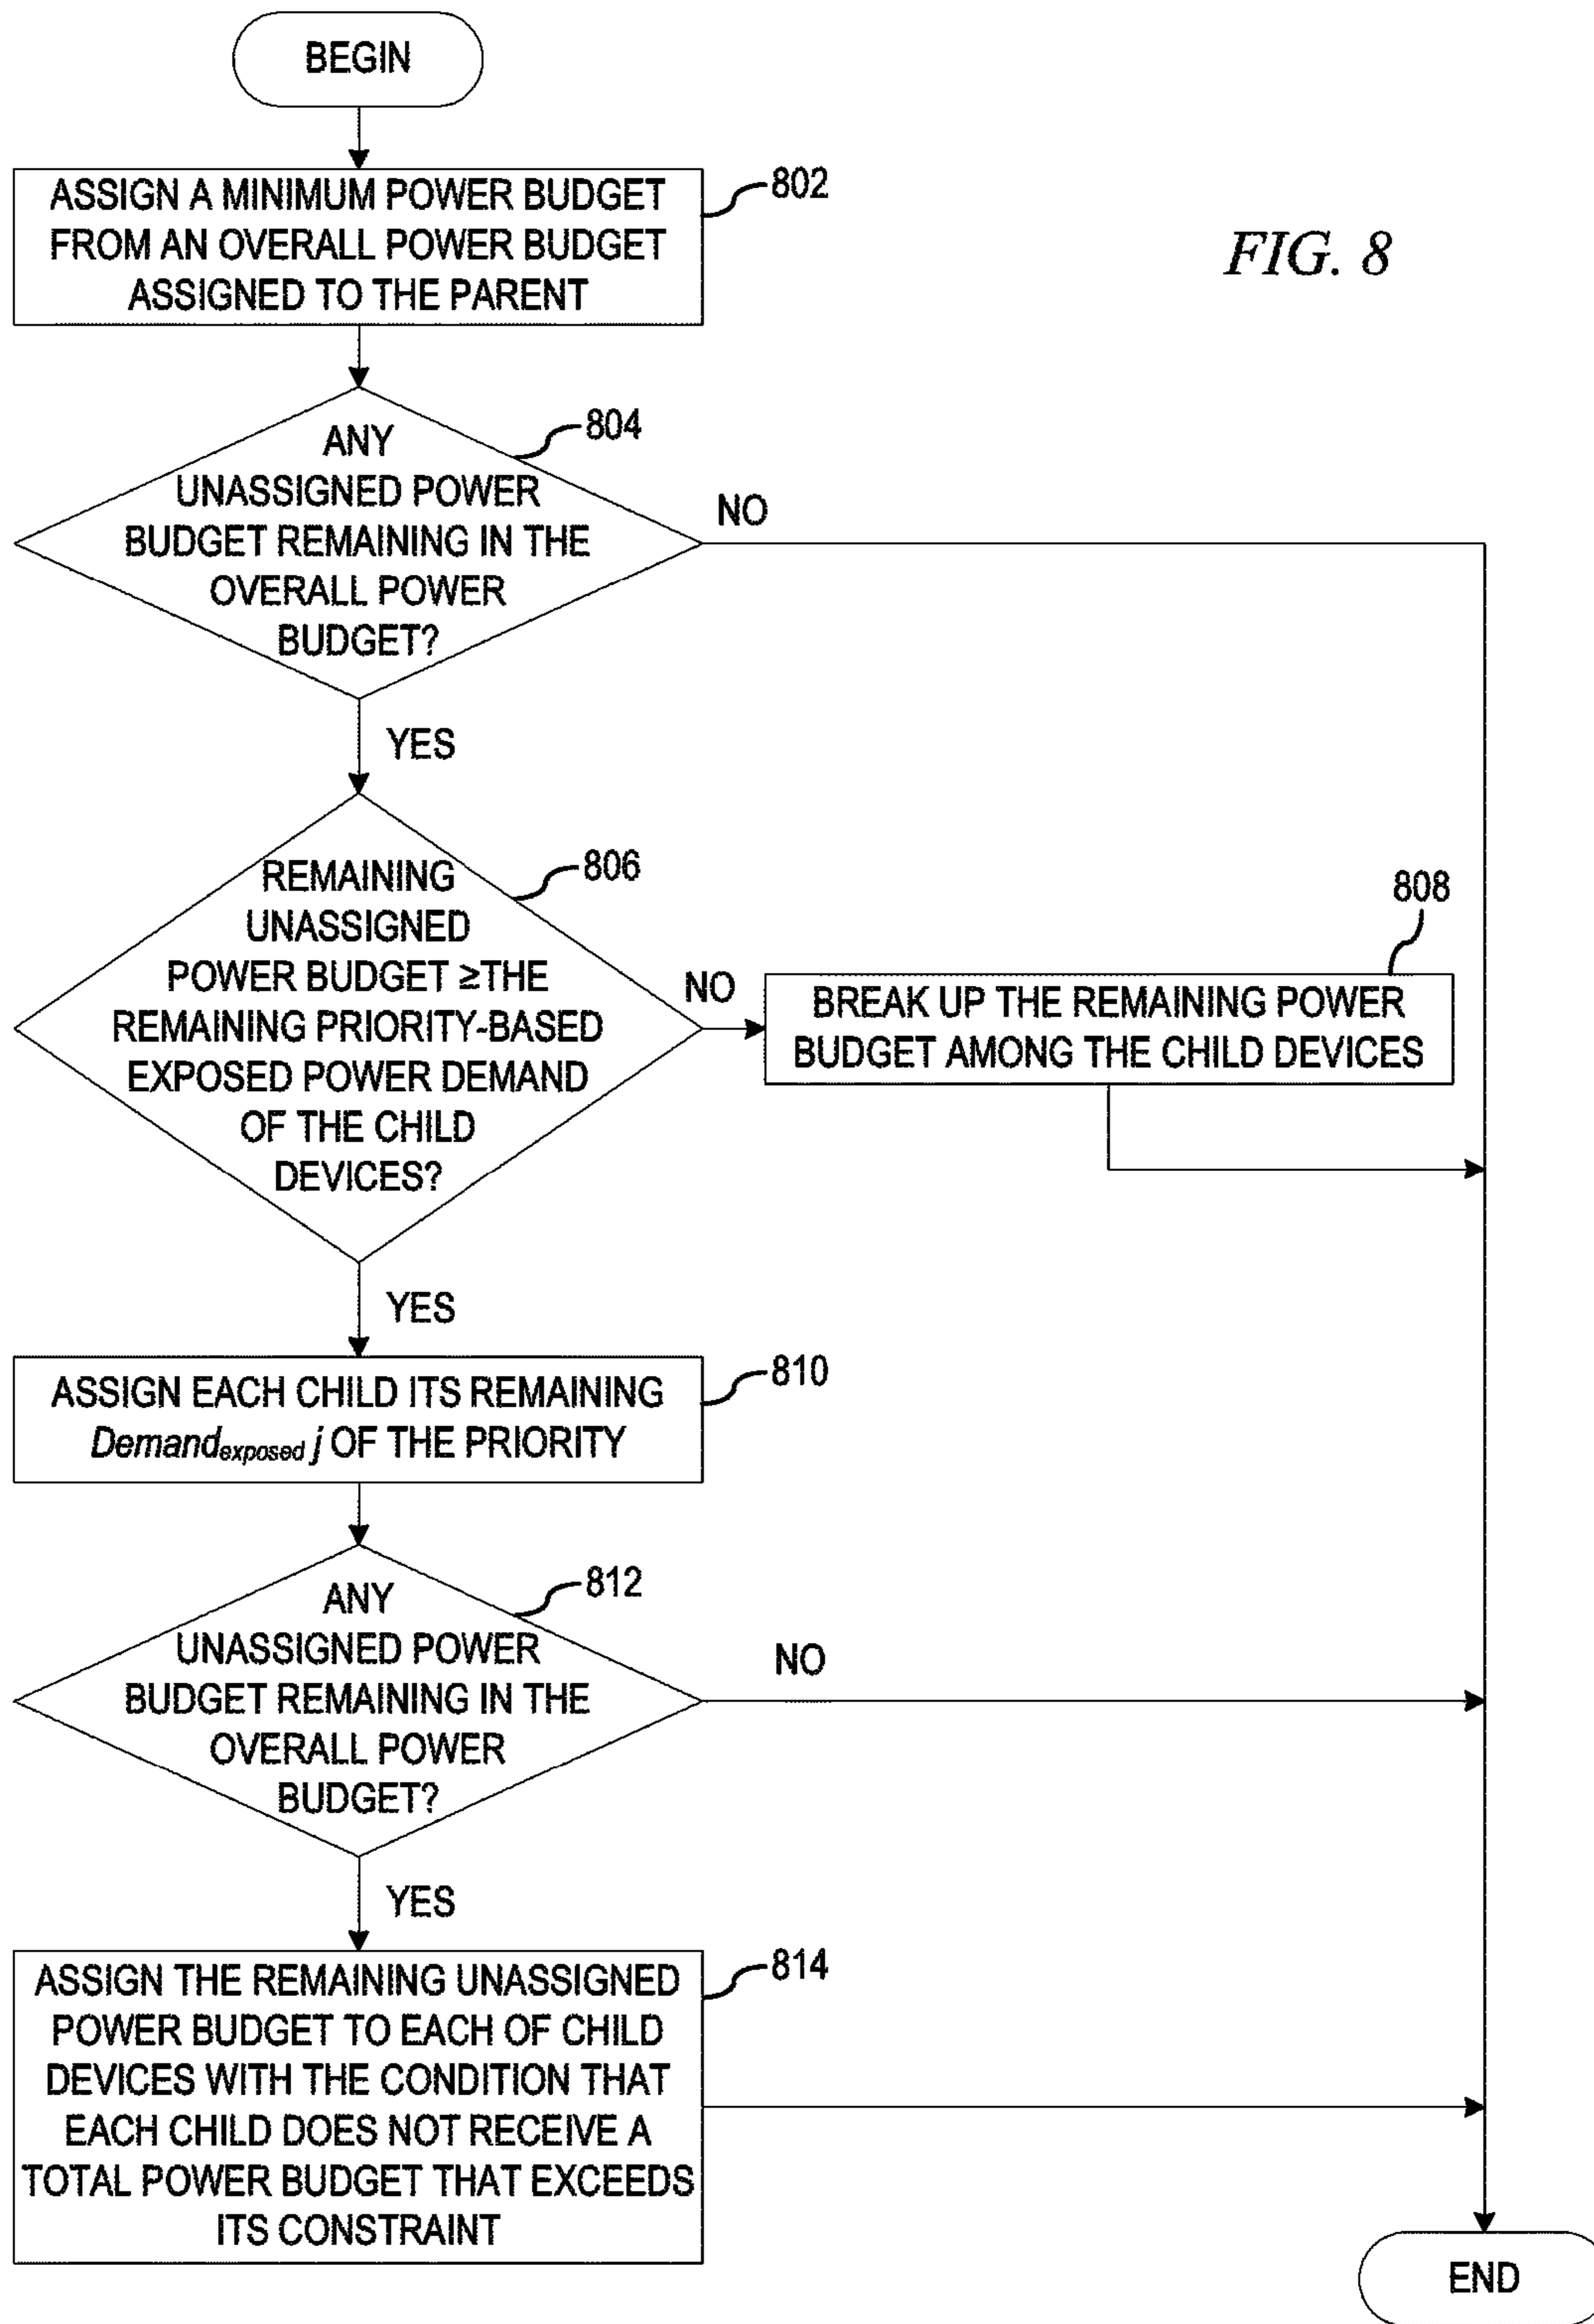 BEGIN
ASSIGN A MINIMUM POWER BUDGET
FROM AN OVERALL POWER BUDGET
ASSIGNED TO THE PARENT
802
FIG. 8
ANY
UNASSIGNED POWER
BUDGET REMAINING IN THE
OVERALL POWER
BUDGET?
804
NO
YES
REMAINING
UNASSIGNED
POWER BUDGET ≥THE
REMAINING PRIORITY-BASED
EXPOSED POWER DEMAND
OF THE CHILD
DEVICES?
806
NO
808
BREAK UP THE REMAINING POWER
BUDGET AMONG THE CHILD DEVICES
YES
ASSIGN EACH CHILD ITS REMAINING
Demandexposed j OF THE PRIORITY
810
ANY
UNASSIGNED POWER
BUDGET REMAINING IN THE
OVERALL POWER
BUDGET?
812
NO
YES
ASSIGN THE REMAINING UNASSIGNED
POWER BUDGET TO EACH OF CHILD
DEVICES WITH THE CONDITION THAT
EACH CHILD DOES NOT RECEIVE A
TOTAL POWER BUDGET THAT EXCEEDS
ITS CONSTRAINT
814
END